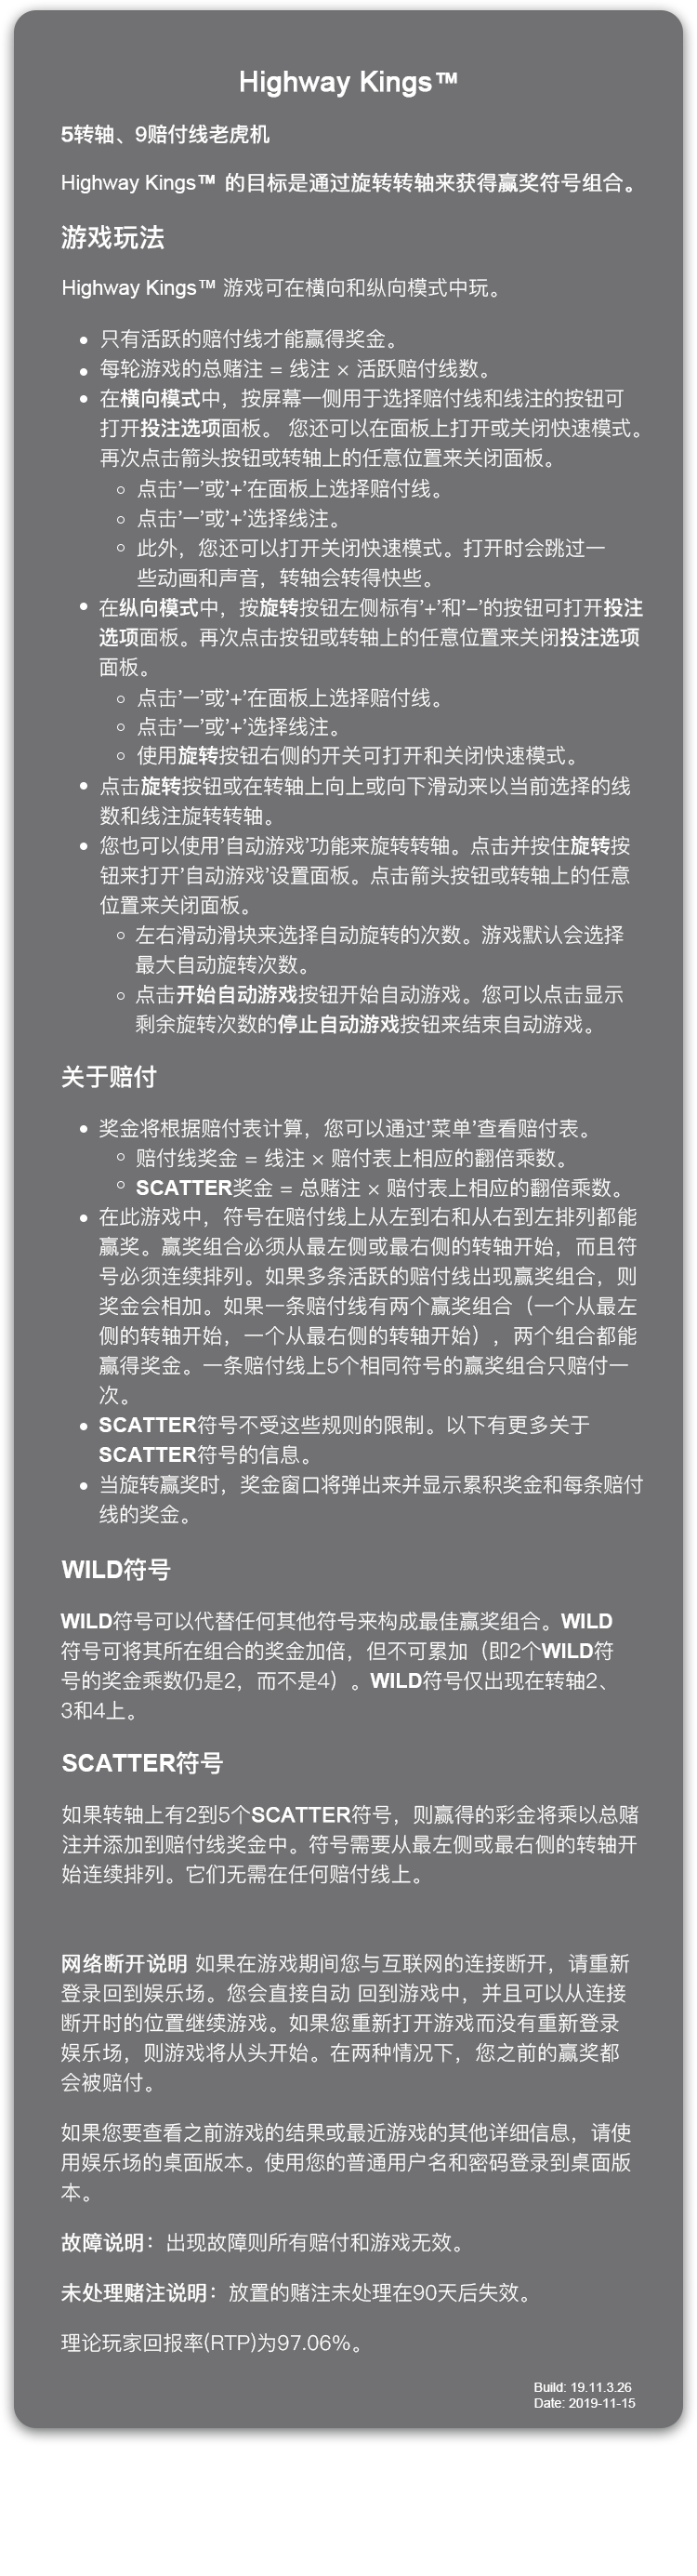 Highway Kings™
5转轴、9赔付线老虎机
Highway Kings™ 的目标是通过旋转转轴来获得赢奖符号组合。
游戏玩法
Highway Kings™ 游戏可在横向和纵向模式中玩。
• 只有活跃的赔付线才能赢得奖金。
• 每轮游戏的总赌注 = 线注 × 活跃赔付线数。
• 在横向模式中，按屏幕一侧用于选择赔付线和线注的按钮可
打开投注选项面板。 您还可以在面板上打开或关闭快速模式。
再次点击箭头按钮或转轴上的任意位置来关闭面板。
○ 点击’—’或’+’在面板上选择赔付线。
○ 点击’—’或’+’选择线注。
○ 此外，您还可以打开关闭快速模式。打开时会跳过一
些动画和声音，转轴会转得快些。
• 在纵向模式中，按旋转按钮左侧标有’+’和’–’的按钮可打开投注
选项面板。再次点击按钮或转轴上的任意位置来关闭投注选项
面板。
○ 点击’—’或’+’在面板上选择赔付线。
○ 点击’—’或’+’选择线注。
○ 使用旋转按钮右侧的开关可打开和关闭快速模式。
• 点击旋转按钮或在转轴上向上或向下滑动来以当前选择的线
数和线注旋转转轴。
• 您也可以使用’自动游戏’功能来旋转转轴。点击并按住旋转按
钮来打开’自动游戏’设置面板。点击箭头按钮或转轴上的任意
位置来关闭面板。
○ 左右滑动滑块来选择自动旋转的次数。游戏默认会选择
最大自动旋转次数。
○ 点击开始自动游戏按钮开始自动游戏。您可以点击显示
剩余旋转次数的停止自动游戏按钮来结束自动游戏。
关于赔付
• 奖金将根据赔付表计算，您可以通过’菜单’查看赔付表。
○ 赔付线奖金 = 线注 × 赔付表上相应的翻倍乘数。
○ SCATTER奖金 = 总赌注 × 赔付表上相应的翻倍乘数。
• 在此游戏中，符号在赔付线上从左到右和从右到左排列都能
赢奖。赢奖组合必须从最左侧或最右侧的转轴开始，而且符
号必须连续排列。如果多条活跃的赔付线出现赢奖组合，则
奖金会相加。如果一条赔付线有两个赢奖组合（一个从最左
侧的转轴开始，一个从最右侧的转轴开始），两个组合都能
赢得奖金。一条赔付线上5个相同符号的赢奖组合只赔付一
次。
• SCATTER符号不受这些规则的限制。以下有更多关于
SCATTER符号的信息。
• 当旋转赢奖时，奖金窗口将弹出来并显示累积奖金和每条赔付
线的奖金。
WILD符号
WILD符号可以代替任何其他符号来构成最佳赢奖组合。WILD
符号可将其所在组合的奖金加倍，但不可累加（即2个WILD符
号的奖金乘数仍是2，而不是4）。WILD符号仅出现在转轴2、
3和4上。
SCATTER符号
如果转轴上有2到5个SCATTER符号，则赢得的彩金将乘以总赌
注并添加到赔付线奖金中。符号需要从最左侧或最右侧的转轴开
始连续排列。它们无需在任何赔付线上。
网络断开说明 如果在游戏期间您与互联网的连接断开，请重新
登录回到娱乐场。您会直接自动 回到游戏中，并且可以从连接
断开时的位置继续游戏。如果您重新打开游戏而没有重新登录
娱乐场，则游戏将从头开始。在两种情况下，您之前的赢奖都
会被赔付。
如果您要查看之前游戏的结果或最近游戏的其他详细信息，请使
用娱乐场的桌面版本。使用您的普通用户名和密码登录到桌面版
本。
故障说明：出现故障则所有赔付和游戏无效。
未处理赌注说明：放置的赌注未处理在90天后失效。
理论玩家回报率(RTP)为97.06%。
Build: 19.11.3.26
Date: 2019-11-15